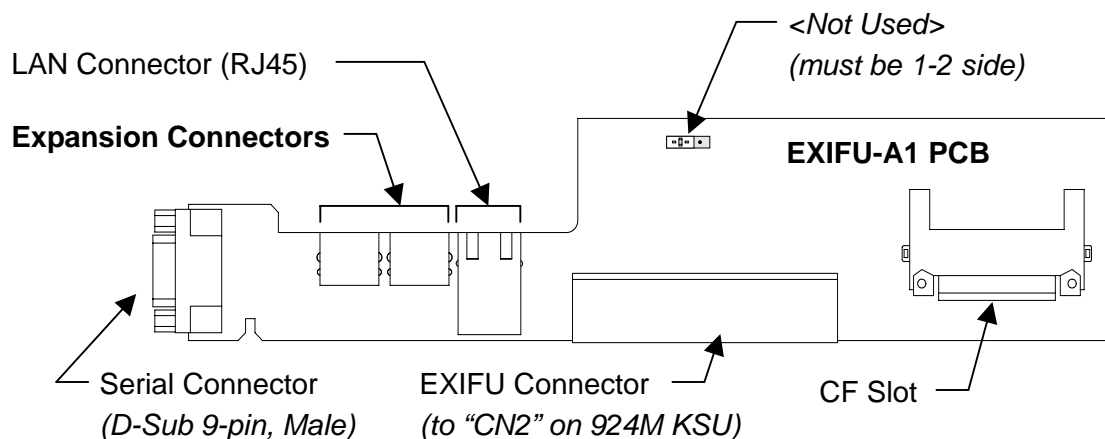 <Not Used>
(must be 1-2 side)
LAN Connector (RJ45)
Expansion Connectors
EXIFU-A1 PCB
Serial Connector
(D-Sub 9-pin, Male)
EXIFU Connector
(to “CN2” on 924M KSU)
CF Slot